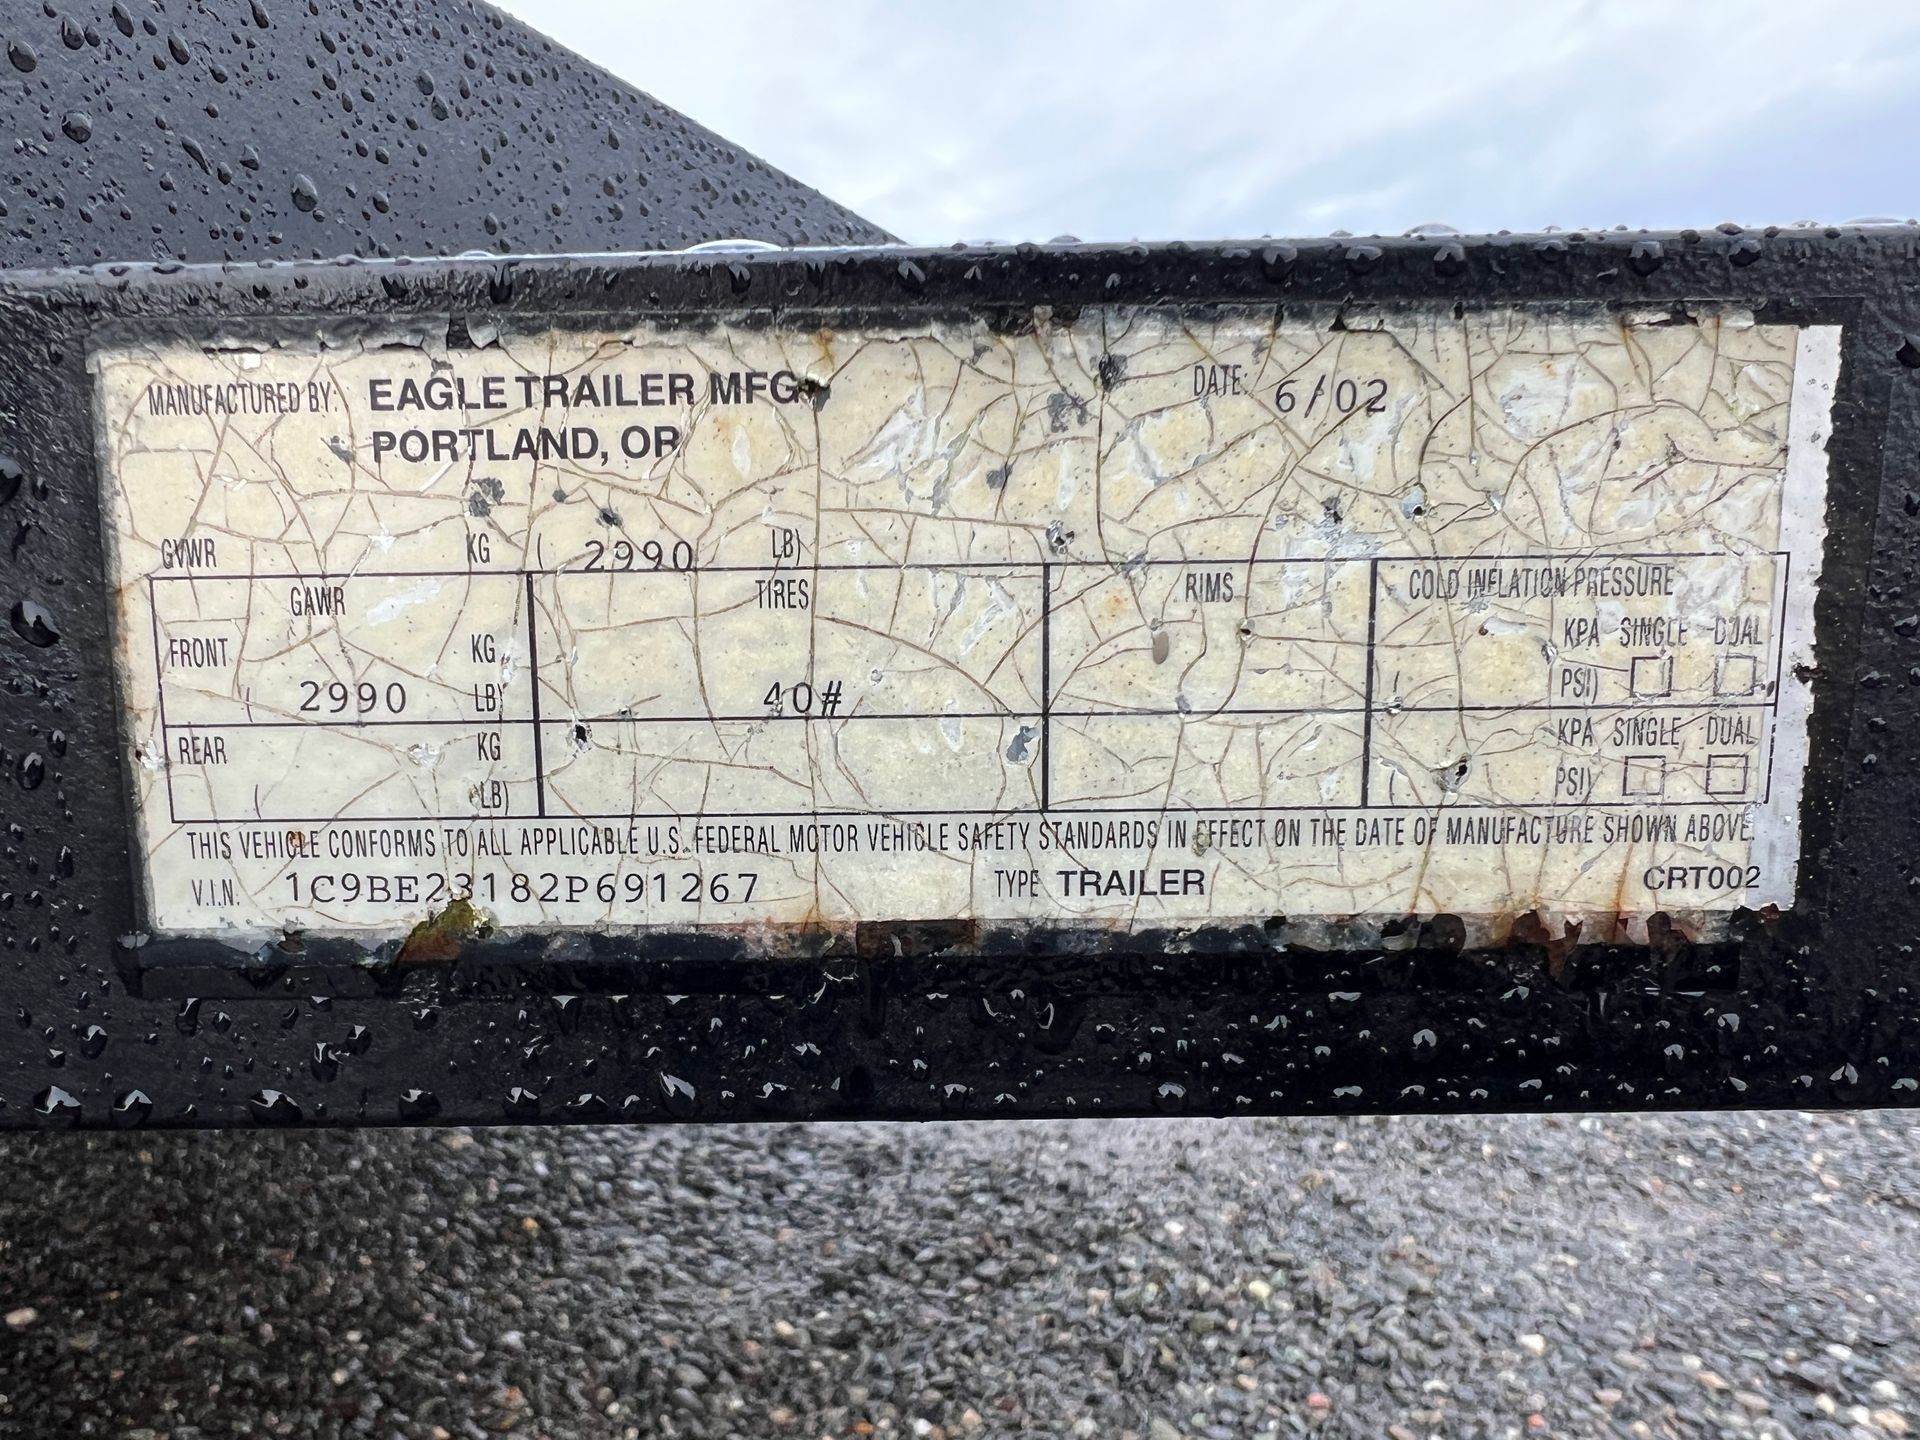 MANUFACTURED BY: EAGLE TRAILER MFG. DATE: 6/02
PORTLAND, OR
GVWR KG ( 2990 LB)
GAWR TIRES RIMS COLD INFLATION PRESSURE
FRONT KG KPA SINGLE DUAL
( 2990 LB) 40# ( PSI)
REAR KG KPA SINGLE DUAL
( LB) ( PSI)
THIS VEHICLE CONFORMS TO ALL APPLICABLE U.S. FEDERAL MOTOR VEHICLE SAFETY STANDARDS IN EFFECT ON THE DATE OF MANUFACTURE SHOWN ABOVE.
V.I.N. 1C9BE23182P691267 TYPE TRAILER CRT002